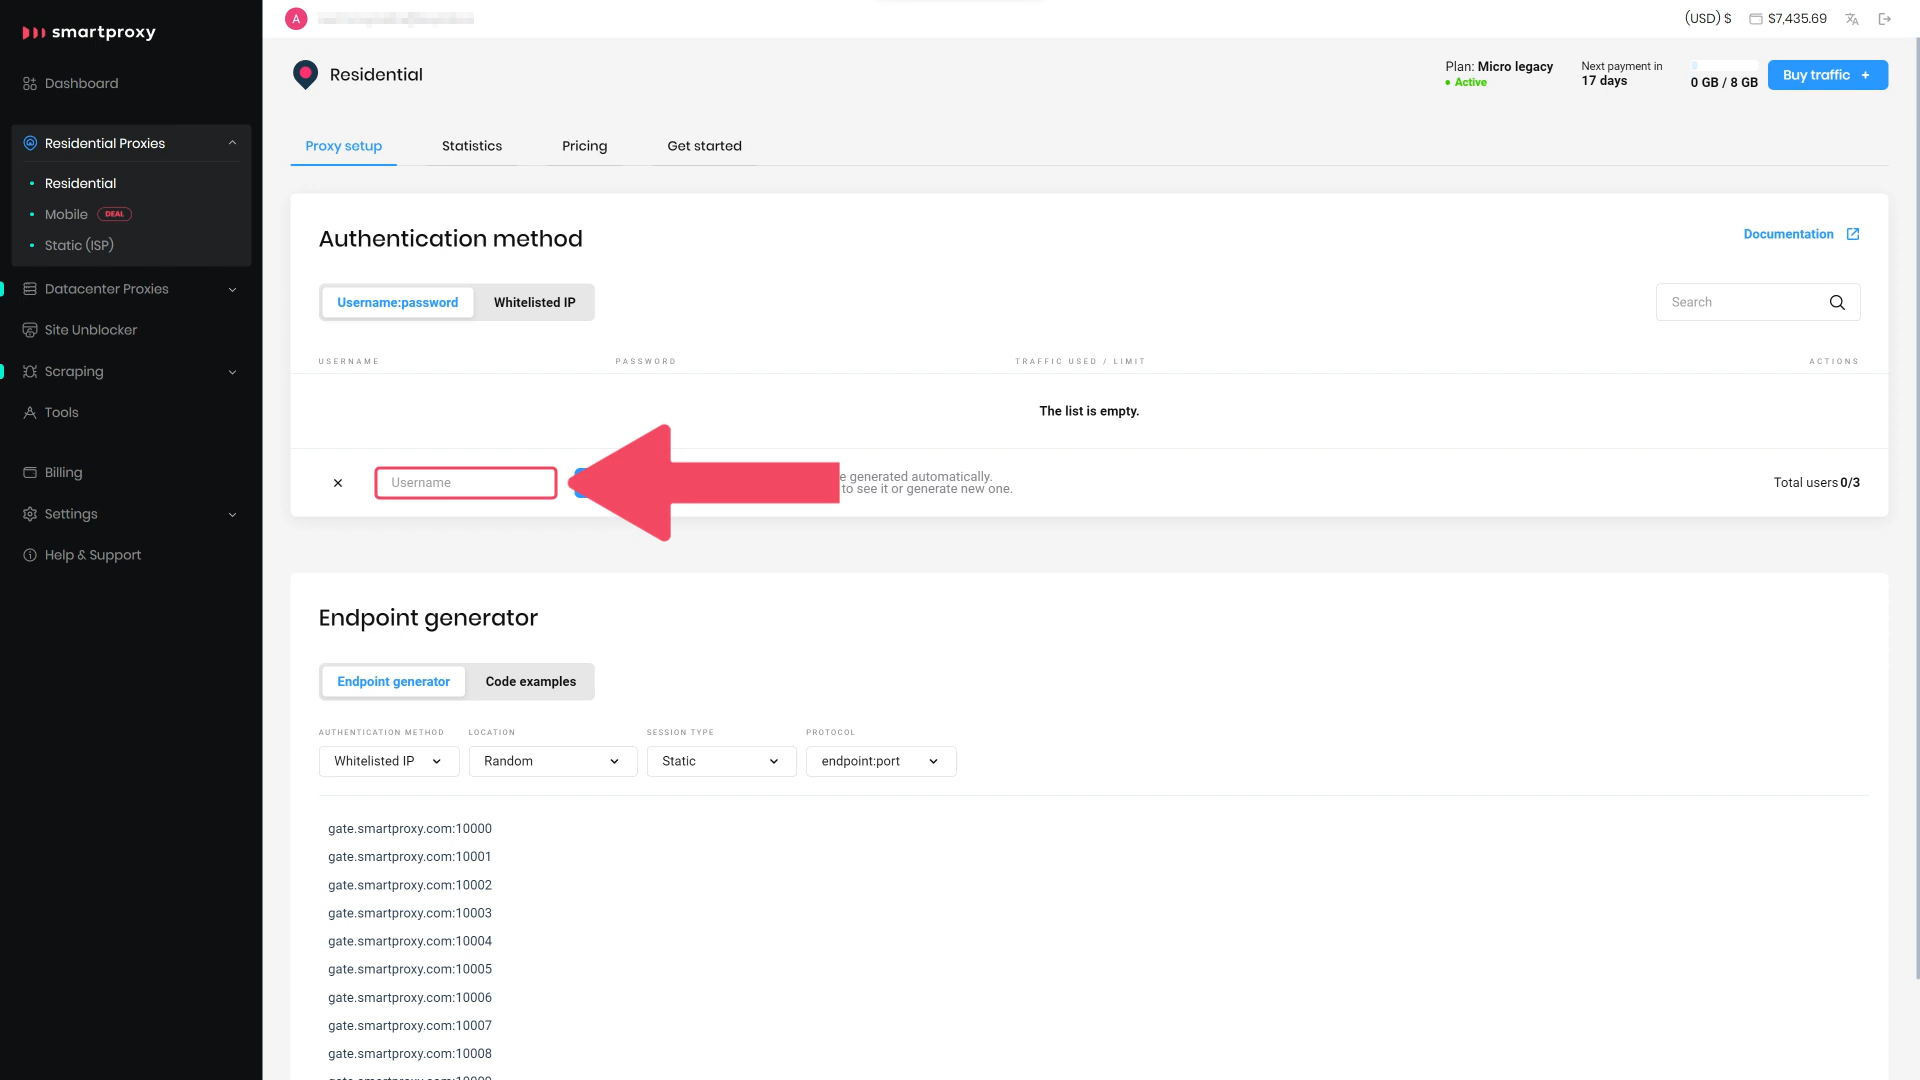 smartproxy
A
(USD) $
$7,435.69
Dashboard
Residential Proxies
Residential
Mobile DEAL
Static (ISP)
Datacenter Proxies
Site Unblocker
Scraping
Tools
Billing
Settings
Help & Support
Residential
Plan: Micro legacy
Active
Next payment in
17 days
0 GB / 8 GB
Buy traffic +
Proxy setup
Statistics
Pricing
Get started
Authentication method
Documentation
Username:password
Whitelisted IP
Search
USERNAME
PASSWORD
TRAFFIC USED / LIMIT
ACTIONS
The list is empty.
Username
e generated automatically.
to see it or generate new one.
Total users 0/3
Endpoint generator
Endpoint generator
Code examples
AUTHENTICATION METHOD
LOCATION
SESSION TYPE
PROTOCOL
Whitelisted IP
Random
Static
endpoint:port
gate.smartproxy.com:10000
gate.smartproxy.com:10001
gate.smartproxy.com:10002
gate.smartproxy.com:10003
gate.smartproxy.com:10004
gate.smartproxy.com:10005
gate.smartproxy.com:10006
gate.smartproxy.com:10007
gate.smartproxy.com:10008